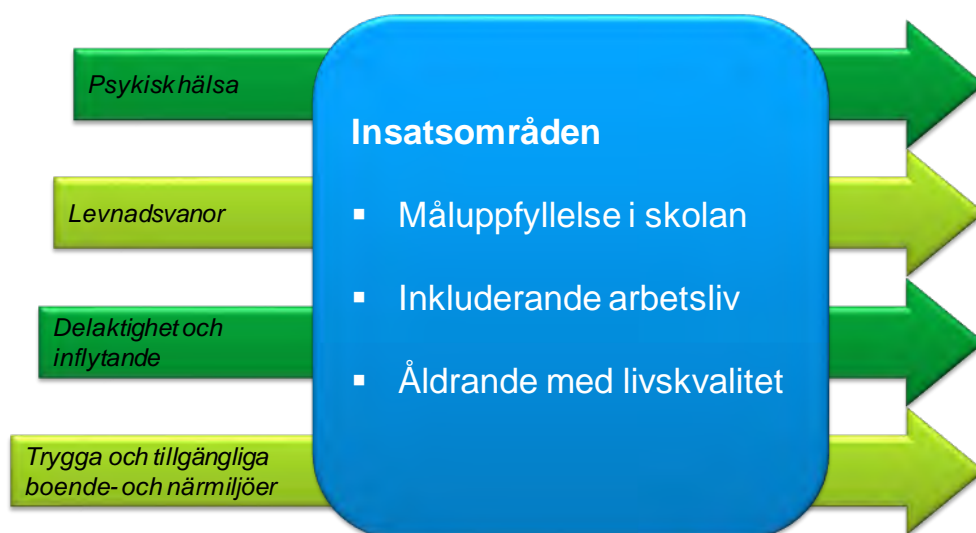 Psykisk hälsa
Levnadsvanor
Delaktighet och
inflytande
Trygga och tillgängliga
boende- och närmiljöer
Insatsområden
▪ Måluppfyllelse i skolan
▪ Inkluderande arbetsliv
▪ Åldrande med livskvalitet